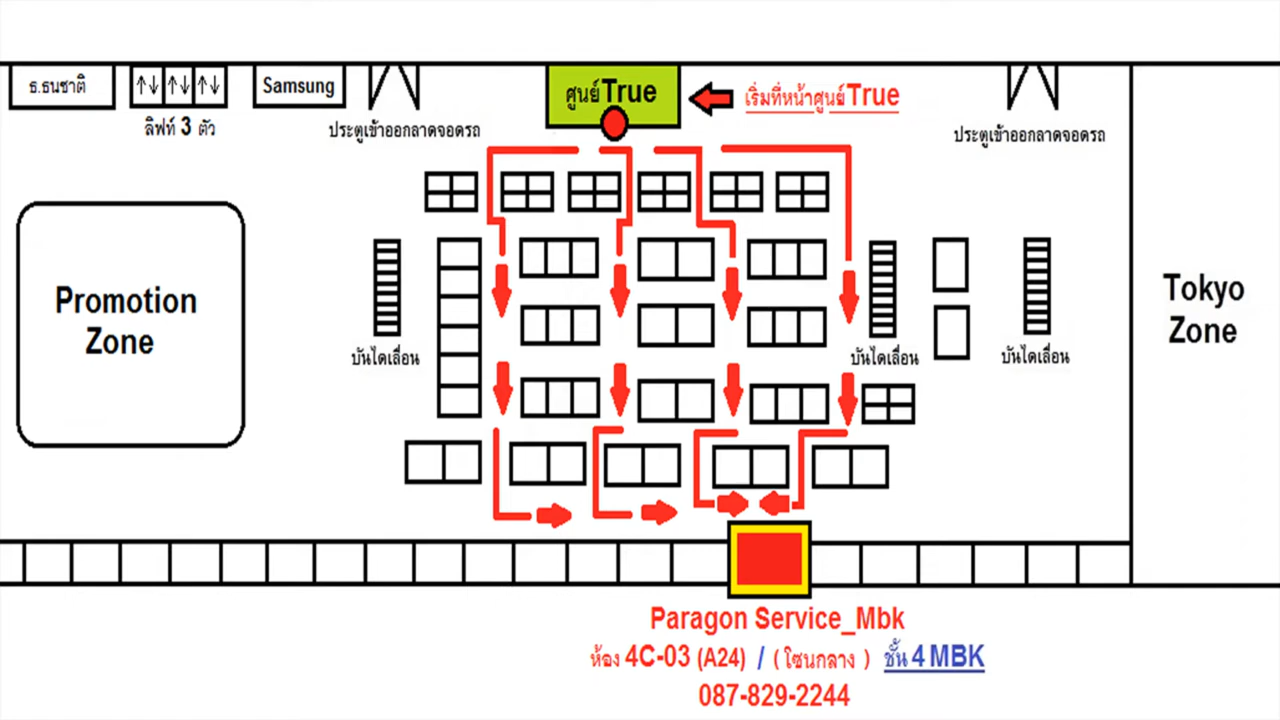 ธ.ธนชาติ
ลิฟท์ 3 ตัว
Samsung
ประตูเข้าออกลาดจอดรถ
ศูนย์ True
เริ่มที่หน้าศูนย์ True
ประตูเข้าออกลาดจอดรถ
Promotion
Zone
บันไดเลื่อน
บันไดเลื่อน
บันไดเลื่อน
Tokyo
Zone
Paragon Service_Mbk
ห้อง 4C-03 (A24) / ( โซนกลาง ) ชั้น 4 MBK
087-829-2244